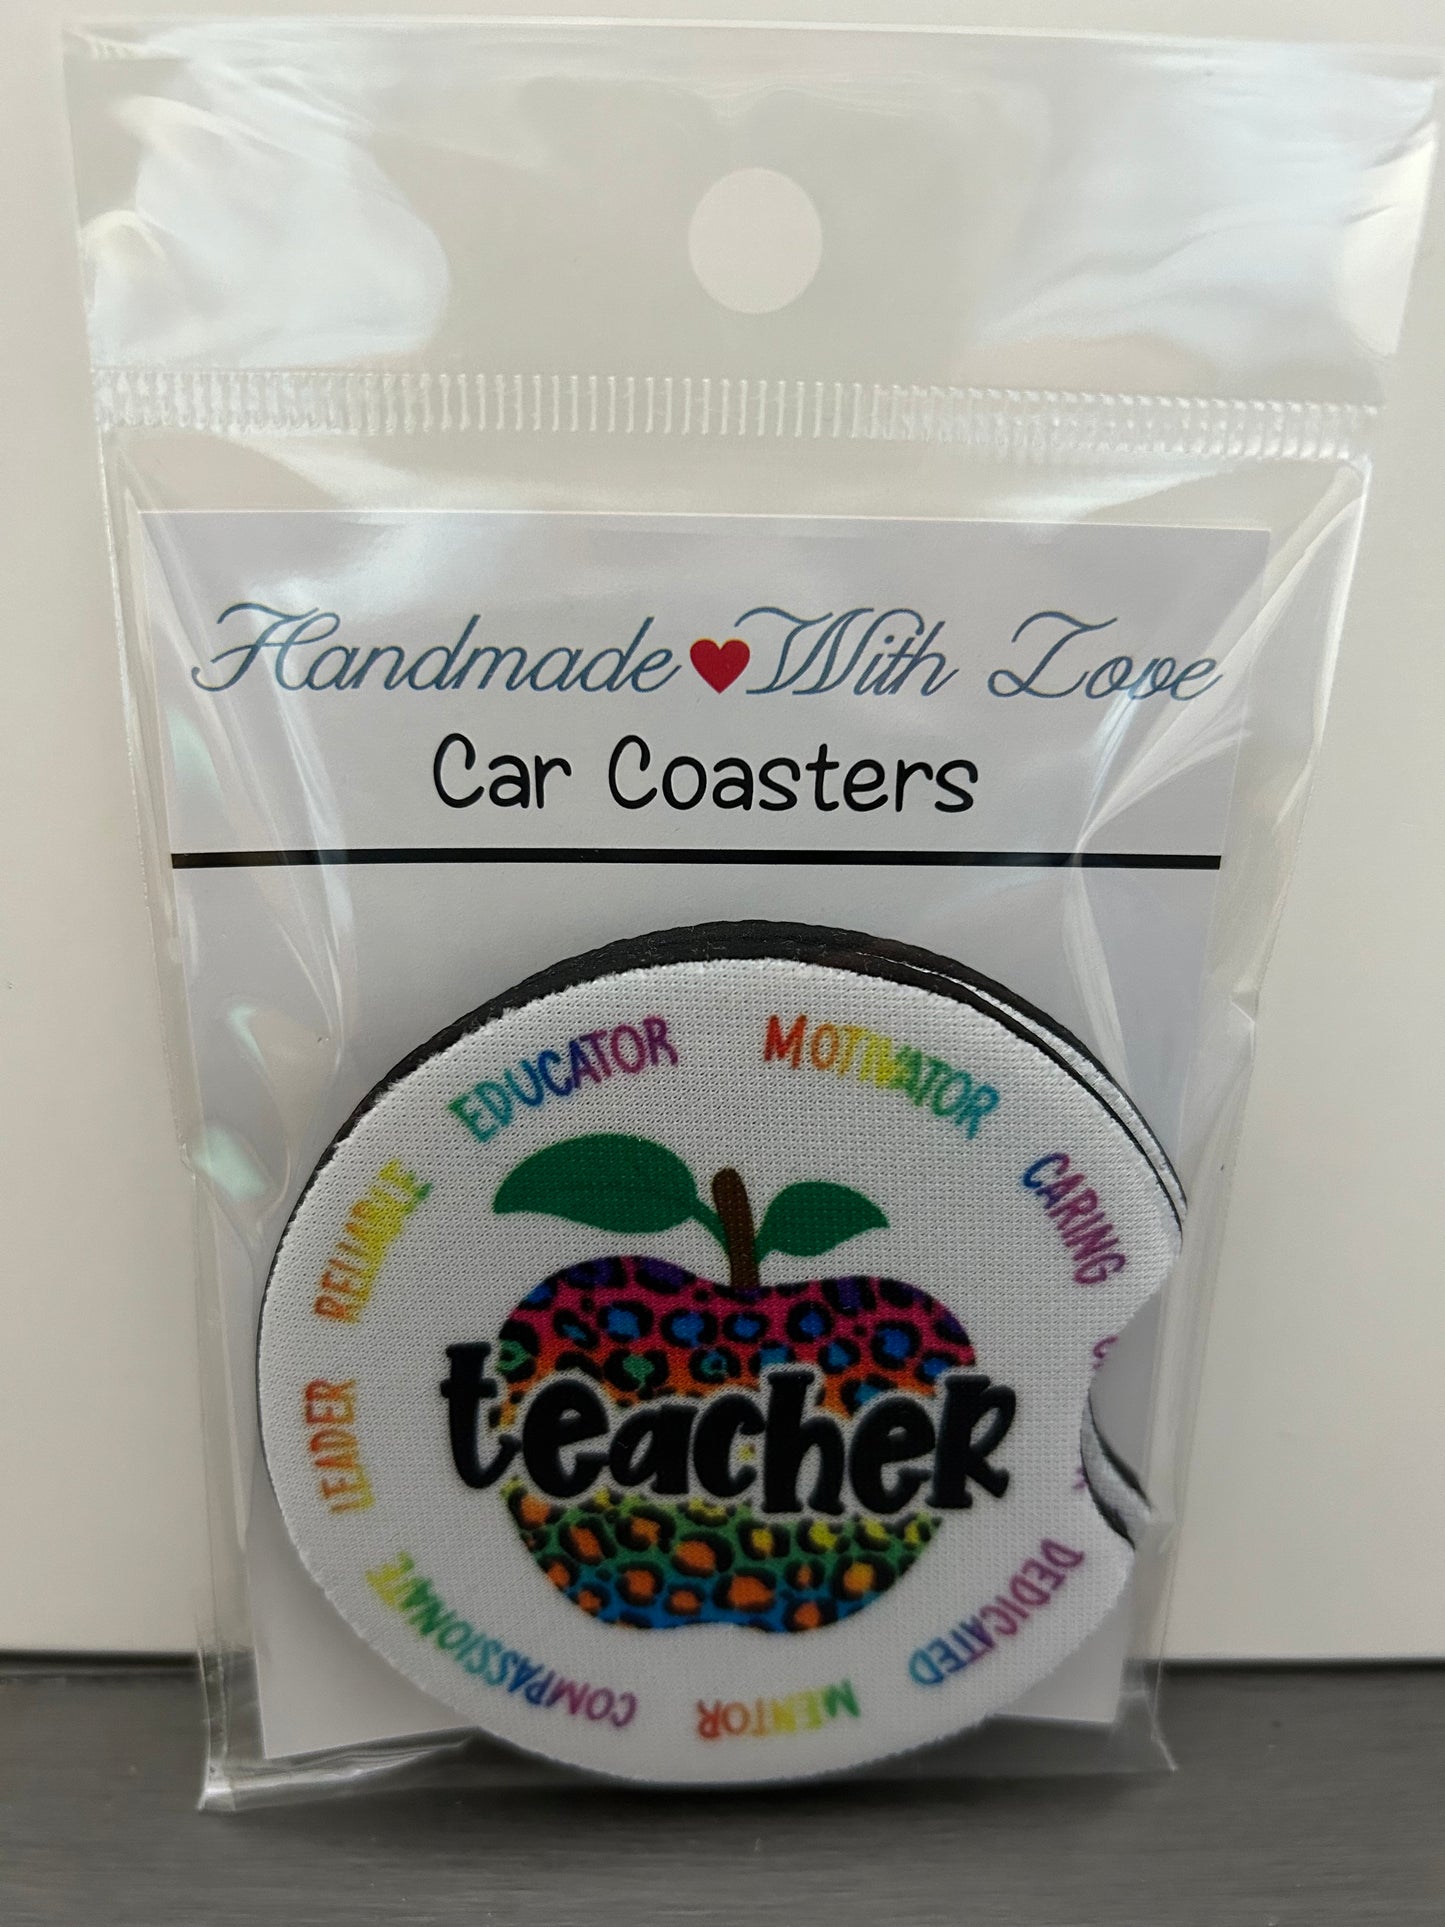 Handmade With Love
Car Coasters
EDUCATOR
MOTIVATOR
CARING
DEDICATED
MENTOR
COMPASSIONATE
LEADER
RELIABLE
teacher